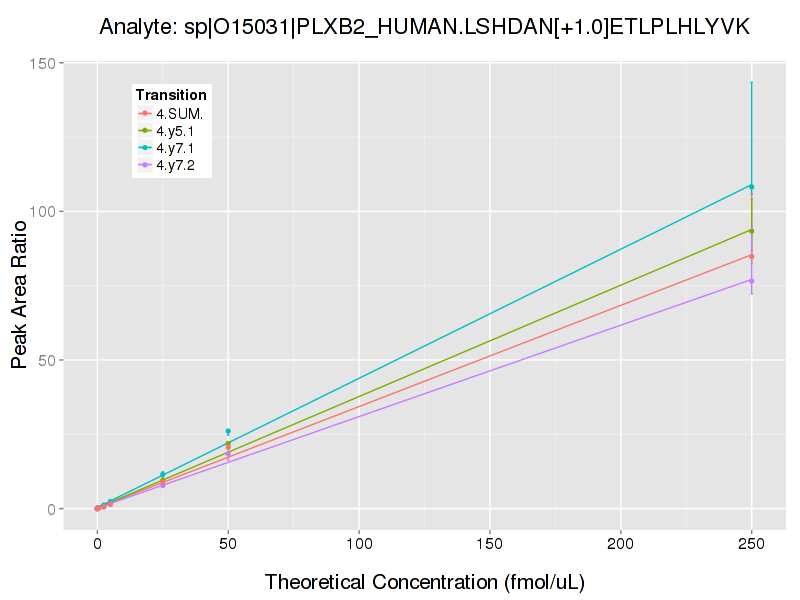 Analyte: sp|O15031|PLXB2_HUMAN.LSHDAN[+1.0]ETLPLHLYVK
150
100
50
0
Peak Area Ratio
Transition
4.SUM.
4.y5.1
4.y7.1
4.y7.2
0 50 100 150 200 250
Theoretical Concentration (fmol/uL)